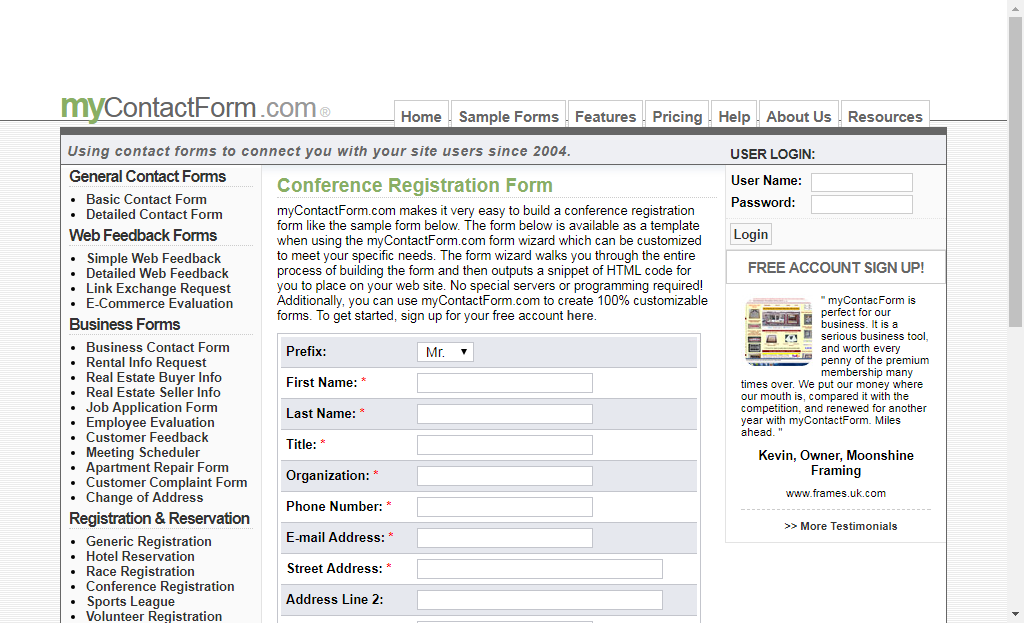 myContactForm.com®
Home
Sample Forms
Features
Pricing
Help
About Us
Resources
Using contact forms to connect you with your site users since 2004.
USER LOGIN:
General Contact Forms
Basic Contact Form
Detailed Contact Form
Web Feedback Forms
Simple Web Feedback
Detailed Web Feedback
Link Exchange Request
E-Commerce Evaluation
Business Forms
Business Contact Form
Rental Info Request
Real Estate Buyer Info
Real Estate Seller Info
Job Application Form
Employee Evaluation
Customer Feedback
Meeting Scheduler
Apartment Repair Form
Customer Complaint Form
Change of Address
Registration & Reservation
Generic Registration
Hotel Reservation
Race Registration
Conference Registration
Sports League
Volunteer Registration
Conference Registration Form
myContactForm.com makes it very easy to build a conference registration
form like the sample form below. The form below is available as a template
when using the myContactForm.com form wizard which can be customized
to meet your specific needs. The form wizard walks you through the entire
process of building the form and then outputs a snippet of HTML code for
you to place on your web site. No special servers or programming required!
Additionally, you can use myContactForm.com to create 100% customizable
forms. To get started, sign up for your free account here.
Prefix: Mr.
First Name: *
Last Name: *
Title: *
Organization: *
Phone Number: *
E-mail Address: *
Street Address: *
Address Line 2:
User Name:
Password:
Login
FREE ACCOUNT SIGN UP!
" myContacForm is
perfect for our
business. It is a
serious business tool,
and worth every
penny of the premium
membership many
times over. We put our money where
our mouth is, compared it with the
competition, and renewed for another
year with myContactForm. Miles
ahead. "
Kevin, Owner, Moonshine
Framing
www.frames.uk.com
>> More Testimonials